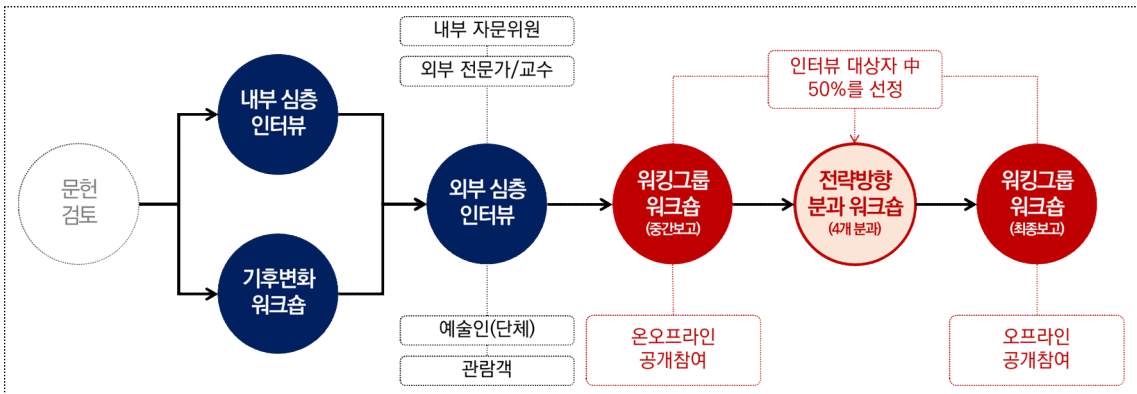 내부 자문위원
외부 전문가/교수
인터뷰 대상자 中
50%를 선정
내부 심층
인터뷰
문헌
검토
외부 심층
인터뷰
워킹그룹
워크숍
(중간보고)
전략방향
분과 워크숍
(4개 분과)
워킹그룹
워크숍
(최종보고)
기후변화
워크숍
예술인(단체)
관람객
온오프라인
공개참여
오프라인
공개참여